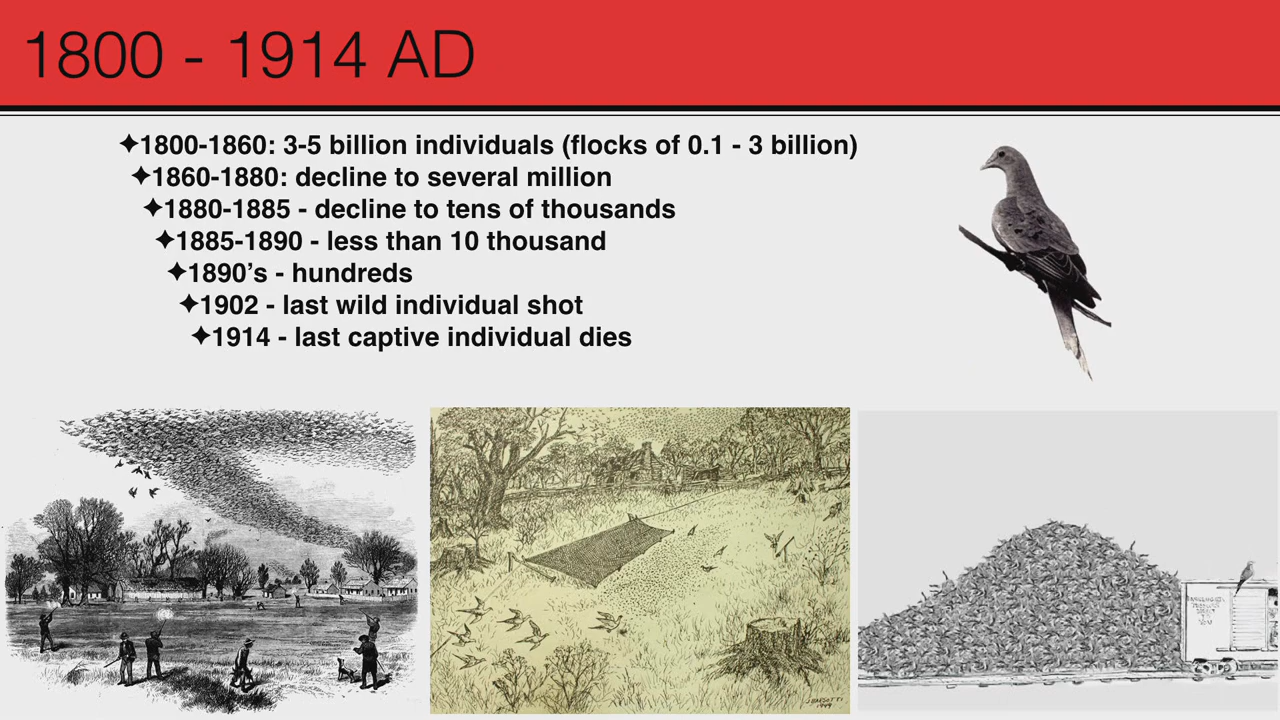 1800 - 1914 AD
✦1800-1860: 3-5 billion individuals (flocks of 0.1 - 3 billion)
✦1860-1880: decline to several million
✦1880-1885 - decline to tens of thousands
✦1885-1890 - less than 10 thousand
✦1890’s - hundreds
✦1902 - last wild individual shot
✦1914 - last captive individual dies